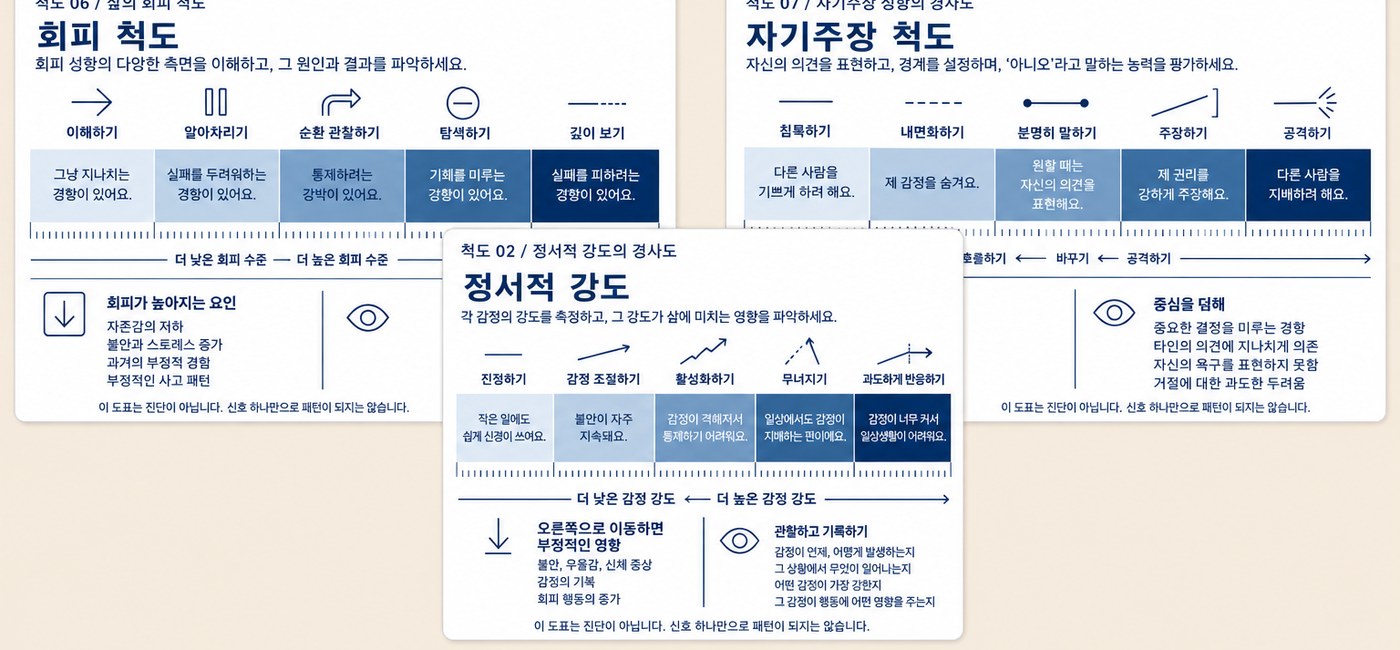 척도 06 / 삶의 회피 척도
회피 척도
회피 성향의 다양한 측면을 이해하고, 그 원인과 결과를 파악하세요.
이해하기
알아차리기
순환 관찰하기
탐색하기
깊이 보기
그냥 지나치는
경향이 있어요.
실패를 두려워하는
경향이 있어요.
통제하려는
강박이 있어요.
기회를 미루는
강향이 있어요.
실패를 피하려는
경향이 있어요.
더 낮은 회피 수준
더 높은 회피 수준
회피가 높아지는 요인
자존감의 저하
불안과 스토레스 증가
과겨의 부정적 경함
부정적인 사고 패턴
이 도표는 진단이 아닙니다. 신호 하나만으로 패턴이 되지는 않습니다.
척도 07 / 자기주장 성향의 경사도
자기주장 척도
자신의 의견을 표현하고, 경계를 설정하며, ‘아니오’라고 말하는 능력을 팡가하세요.
침묵하기
내면화하기
분명히 말하기
주장하기
공격하기
다른 사람을
기쁘게 하려 해요.
제 감정을 숨겨요.
원할 때는
자신의 의견을
표현해요.
제 권리를
강하게 주장해요.
다른 사람을
지배하려 해요.
바꾸기
공격하기
중심을 덤해
중요한 결정을 미루는 경향
타인의 의견에 지나치게 의존
자신의 욕구를 표현하지 못함
거절에 대한 과도한 두려움
이 도표는 진단이 아닙니다. 신호 하나만으로 패턴이 되지는 않습니다.
척도 02 / 정서적 강도의 경사도
정서적 강도
각 감정의 강도를 측정하고, 그 강도가 삶에 미치는 영향을 파악하세요.
진정하기
감정 조절하기
활성화하기
무너지기
과도하게 반응하기
작은 일에도
쉽게 신경이 쓰여요.
불안이 자주
지속돼요.
감정이 격해져서
통제하기 어려워요.
일상에서도 감정이
지배하는 편이에요.
감정이 너무 커서
일상생활이 어려워요.
더 낮은 감정 강도
더 높은 감정 강도
오른쪽으로 이동하면
부정적인 영향
불안, 우울감, 신체 증상
감정의 기복
회피 행동의 증가
관찰하고 기록하기
감정이 언제, 어떻게 발생하는지
그 상황에서 무엇이 일어나는지
어떤 감정이 가장 강한지
그 감정이 행동에 어떤 영향을 주는지
이 도표는 진단이 아닙니다. 신호 하나만으로 패턴이 되지는 않습니다.